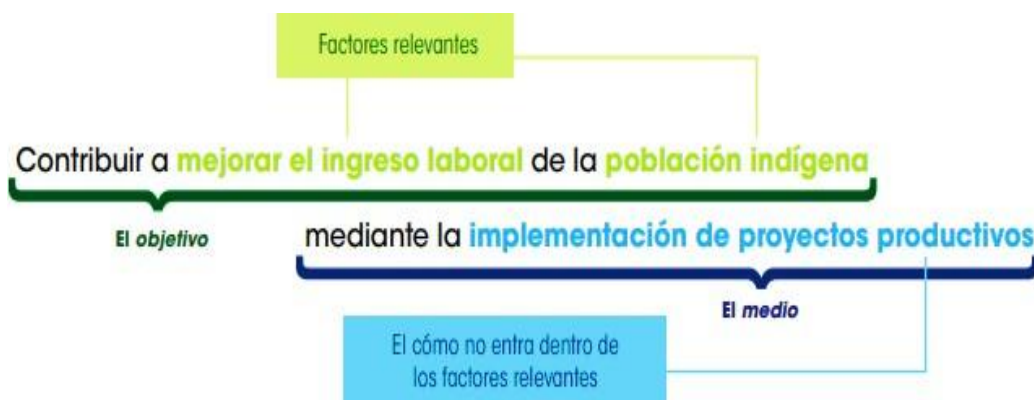 Factores relevantes
Contribuir a mejorar el ingreso laboral de la población indígena
El objetivo
mediante la implementación de proyectos productivos
El medio
El cómo no entra dentro de
los factores relevantes